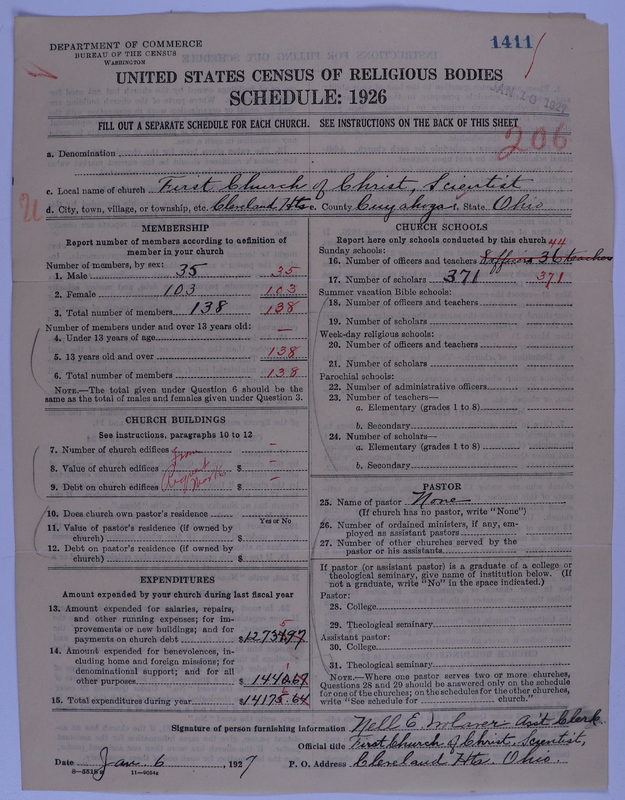 DEPARTMENT OF COMMERCE
BUREAU OF THE CENSUS
WASHINGTON
1411
UNITED STATES CENSUS OF RELIGIOUS BODIES
SCHEDULE: 1926
JAN 10 1927
FILL OUT A SEPARATE SCHEDULE FOR EACH CHURCH. SEE INSTRUCTIONS ON THE BACK OF THIS SHEET
206
a. Denomination
c. Local name of church First Church of Christ, Scientist
d. City, town, village, or township, etc. Cleveland Hts e. County Cuyahoga f. State Ohio
MEMBERSHIP
Report number of members according to definition of
member in your church
Number of members, by sex:
1. Male 35 35
2. Female 103 103
3. Total number of members 138 138
Number of members under and over 13 years old:
4. Under 13 years of age —
5. 13 years old and over 138
6. Total number of members 138
NOTE.—The total given under Question 6 should be
same as the total of males and females given under Question 3.
CHURCH BUILDINGS
See instructions, paragraphs 10 to 12
7. Number of church edifices from –
8. Value of church edifices $ –
9. Debt on church edifices $ –
10. Does church own pastor's residence
Yes or No
11. Value of pastor's residence (if owned by
church) $
12. Debt on pastor's residence (if owned by
church) $
EXPENDITURES
Amount expended by your church during last fiscal year
13. Amount expended for salaries, repairs,
and other running expenses; for im-
provements or new buildings; and for
payments on church debt $
14. Amount expended for benevolences, in-
cluding home and foreign missions; for
denominational support; and for all
other purposes $
15. Total expenditures during year $
CHURCH SCHOOLS
Report here only schools conducted by this church
Sunday schools: 44
16. Number of officers and teachers 8 officers 36 teachers
17. Number of scholars 371 371
Summer vacation Bible schools:
18. Number of officers and teachers
19. Number of scholars
Week-day religious schools:
20. Number of officers and teachers
21. Number of scholars
Parochial schools:
22. Number of administrative officers
23. Number of teachers—
a. Elementary (grades 1 to 8)
b. Secondary
24. Number of scholars—
a. Elementary (grades 1 to 8)
b. Secondary
PASTOR
25. Name of pastor None
(If church has no pastor, write "None")
26. Number of ordained ministers, if any, em-
ployed as assistant pastors
27. Number of other churches served by the
pastor or his assistants
If pastor (or assistant pastor) is a graduate of a college or
theological seminary, give name of institution below. (If
not a graduate, write "No" in the space indicated.)
Pastor:
28. College
29. Theological seminary
Assistant pastor:
30. College
31. Theological seminary
NOTE.—Where one pastor serves two or more churches,
Questions 28 and 29 should be answered only on the schedule
for one of the churches; on the schedules for the other churches,
write "See schedule for church."
Signature of person furnishing information Nell E. Asst Clerk
Official title First Church of Christ, Scientist,
Date Jan. 6, 1927 P. O. Address Cleveland Hts. Ohio.